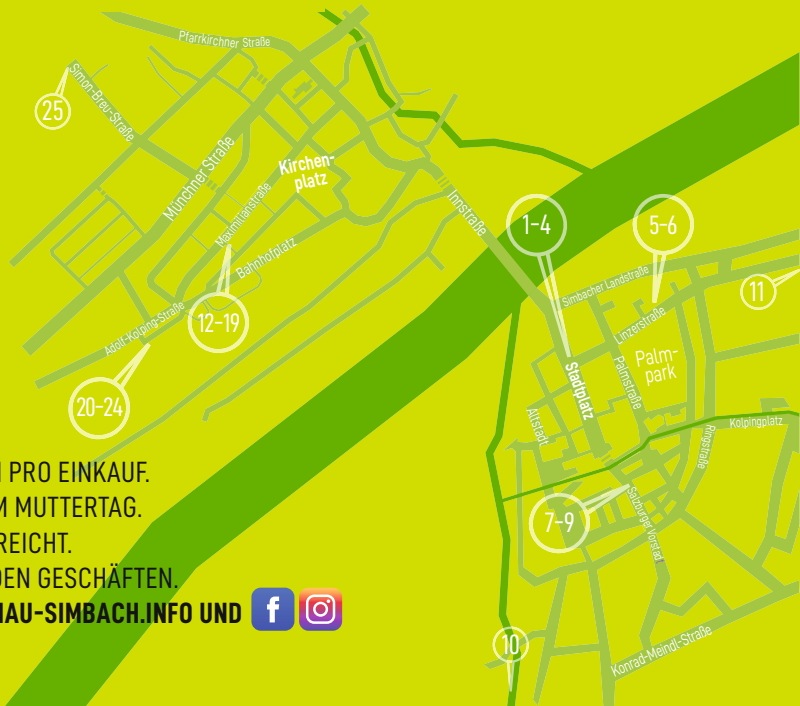 Pfarrkirchner Straße
Simon-Breu-Straße
25
Münchner Straße
Kirchen-
platz
Maximilianstraße
Bahnhofplatz
Innstraße
1-4
5-6
Simbacher Landstraße
11
12-19
Adolf-Kolping-Straße
Linzerstraße
Palm-
park
Palmstraße
Stadtplatz
20-24
Altstadt
Kolpingplatz
Ringstraße
PRO EINKAUF.
MUTTERTAG.
REICHT.
7-9
Salzburger Vorstadt
DEN GESCHÄFTEN.
NAU-SIMBACH.INFO UND
f
10
Konrad-Meindl-Straße